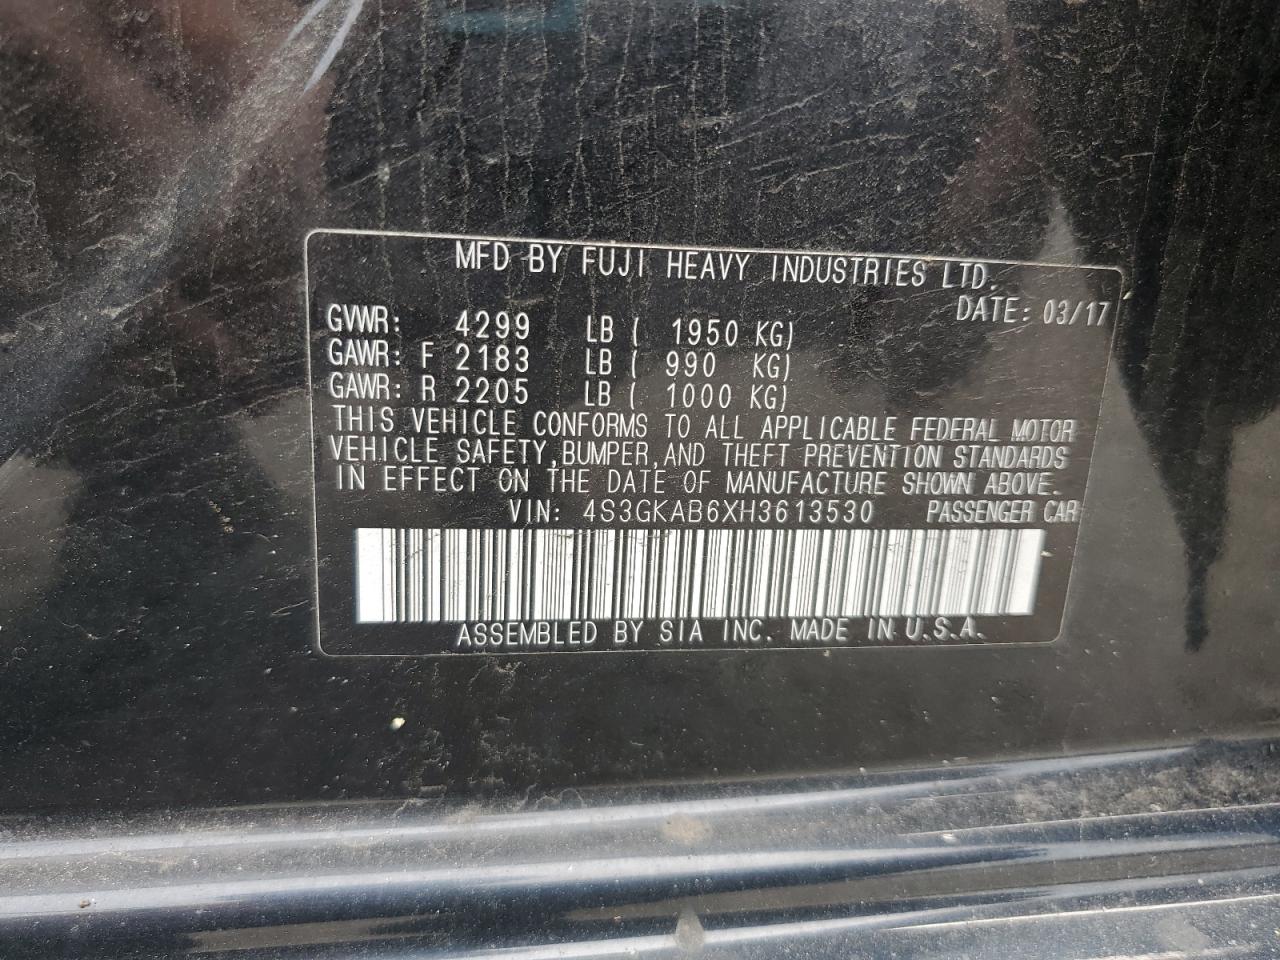 MFD BY FUJI HEAVY INDUSTRIES LTD.
DATE: 03/17
GVWR: 4299 LB ( 1950 KG)
GAWR: F 2183 LB ( 990 KG)
GAWR: R 2205 LB ( 1000 KG)
THIS VEHICLE CONFORMS TO ALL APPLICABLE FEDERAL MOTOR
VEHICLE SAFETY, BUMPER, AND THEFT PREVENTION STANDARDS
IN EFFECT ON THE DATE OF MANUFACTURE SHOWN ABOVE.
VIN: 4S3GKAB6XH3613530 PASSENGER CAR
ASSEMBLED BY SIA INC. MADE IN U.S.A.